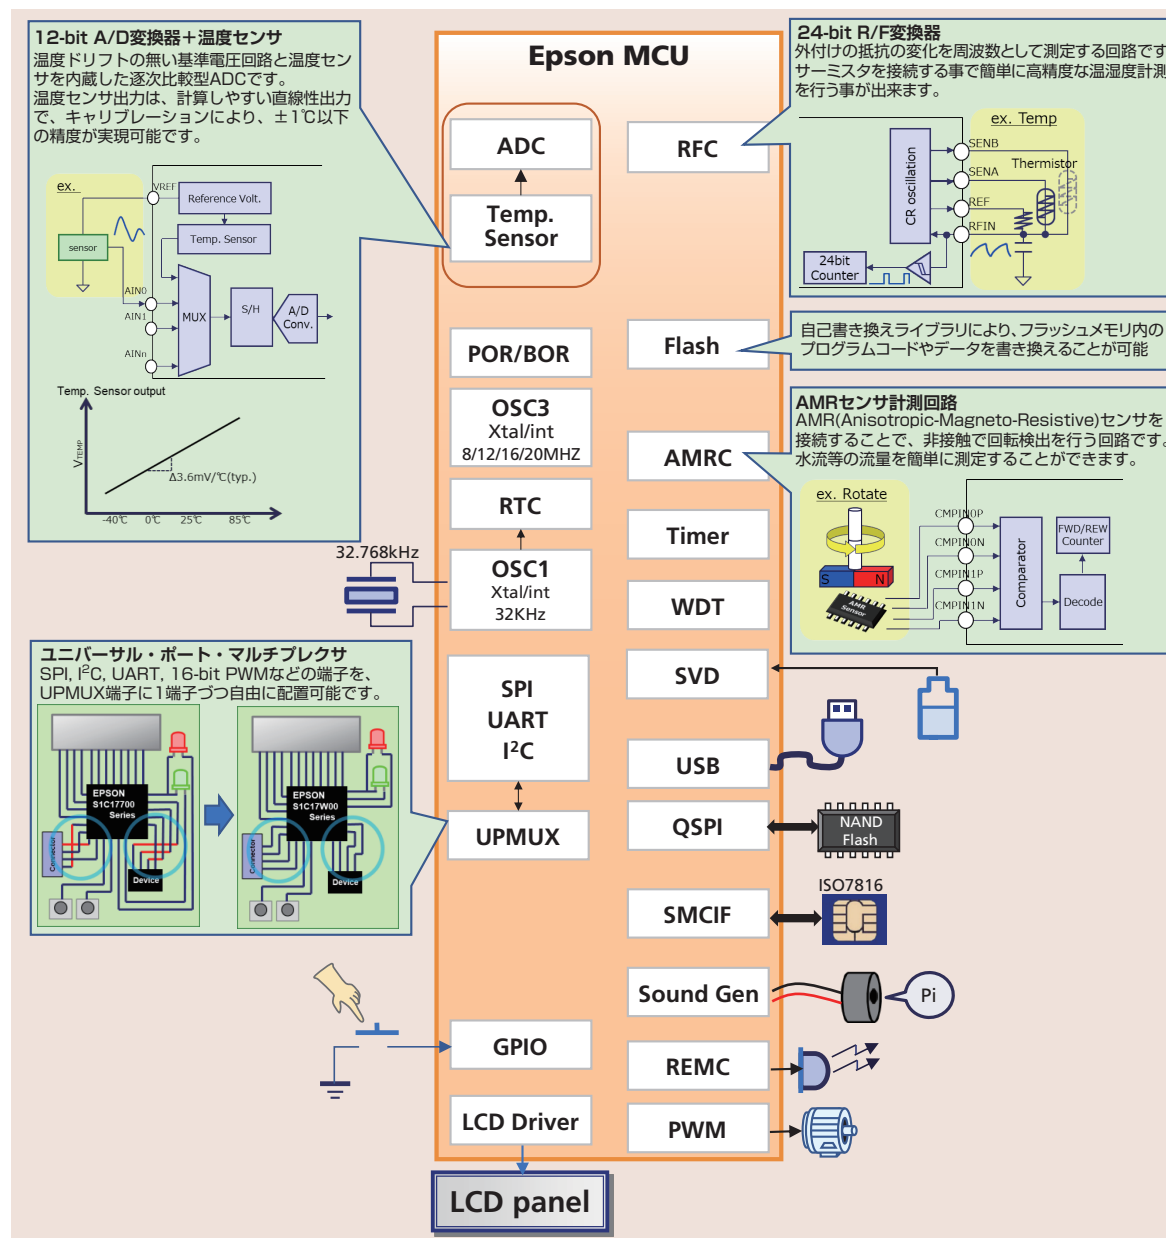 12-bit A/D変換器＋温度センサ
温度ドリフトの無い基準電圧回路と温度セン
サを内蔵した逐次比較型ADCです。
温度センサ出力は、計算しやすい直線性出力
で、キャリブレーションにより、±1℃以下
の精度が実現可能です。
ex.
VREF
Reference Volt.
sensor
Temp. Sensor
AIN0
AIN1
AINn
MUX
S/H
A/D
Conv.
Temp. Sensor output
VTEMP
Δ3.6mV/℃(typ.)
-40℃ 0℃ 25℃ 85℃
Epson MCU
ADC
Temp.
Sensor
POR/BOR
OSC3
Xtal/int
8/12/16/20MHZ
RTC
32.768kHz
OSC1
Xtal/int
32KHz
SPI
UART
I²C
UPMUX
GPIO
LCD Driver
LCD panel
RFC
Flash
AMRC
Timer
WDT
SVD
USB
QSPI
NAND
Flash
SMCIF
ISO7816
Sound Gen
Pi
REMC
PWM
24-bit R/F変換器
外付けの抵抗の変化を周波数として測定する回路です
サーミスタを接続する事で簡単に高精度な温湿度計測
を行う事が出来ます。
ex. Temp
CR oscillation
SENB
Thermistor
SENA
REF
RFIN
24bit
Counter
自己書き換えライブラリにより、フラッシュメモリ内の
プログラムコードやデータを書き換えることが可能
AMRセンサ計測回路
AMR(Anisotropic-Magneto-Resistive)センサを
接続することで、非接触で回転検出を行う回路です。
水流等の流量を簡単に測定することができます。
ex. Rotate
S N
AMR
Sensor
CMPIN0P
CMPIN0N
CMPIN1P
CMPIN1N
Comparator
FWD/REW
Counter
Decode
ユニバーサル・ポート・マルチプレクサ
SPI, I²C, UART, 16-bit PWMなどの端子を、
UPMUX端子に1端子づつ自由に配置可能です。
EPSON
S1C17700
Series
Connector
Device
EPSON
S1C17W00
Series
Connector
Device